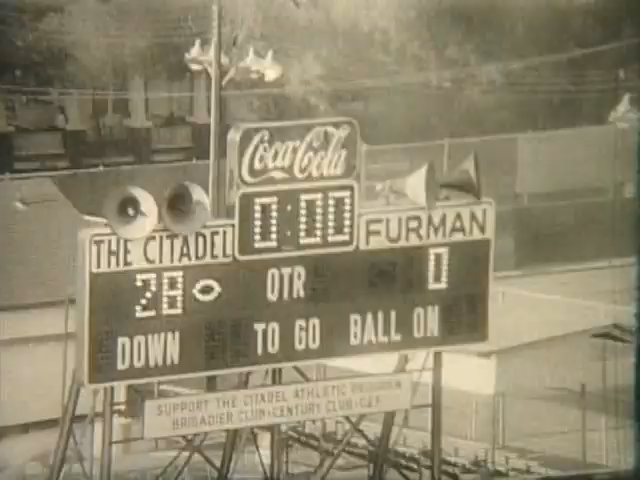 Coca-Cola
0:00
THE CITADEL FURMAN
28 QTR 0
DOWN TO GO BALL ON
SUPPORT THE CITADEL ATHLETIC PROGRAM
BRIGADIER CLUB CENTURY CLUB